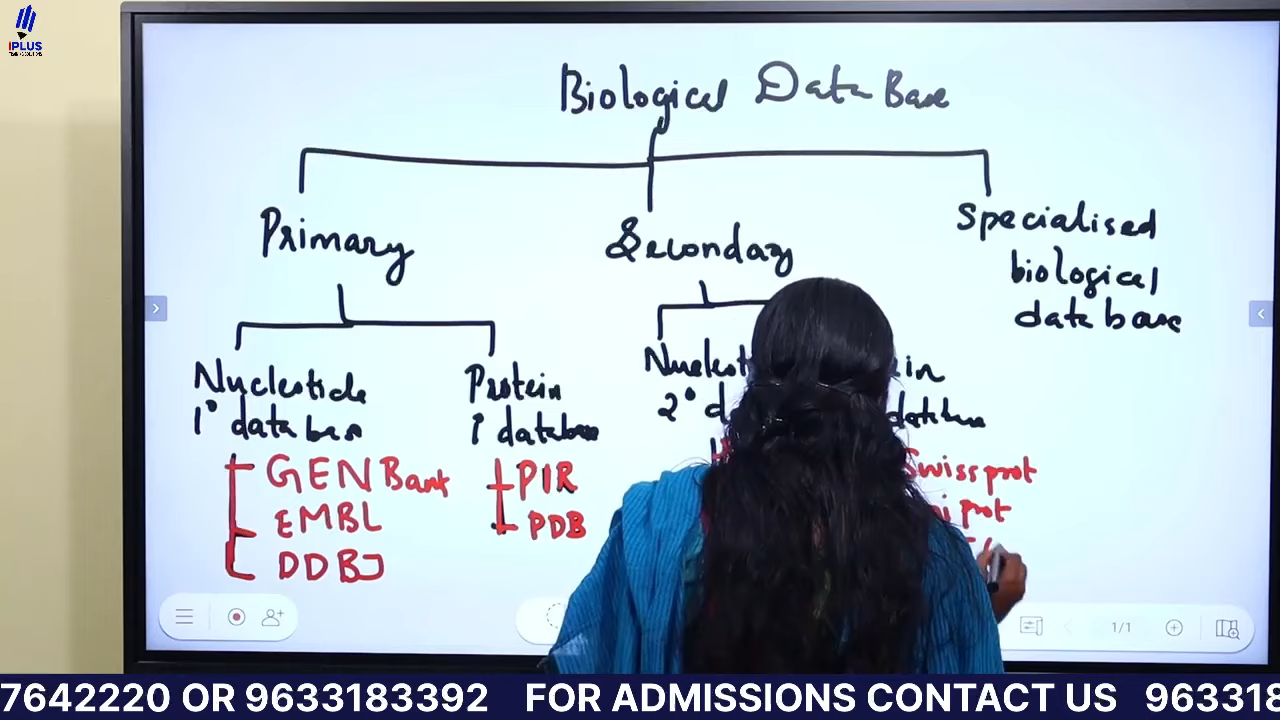 IPLUS
Biological Data Base
Primary
Secondary
Specialised
biological
data base
Nucleotide
1° data base
Protein
1° database
2°
GEN Bank
EMBL
DDBJ
PIR
PDB
Swissprot
7642220 OR 9633183392 FOR ADMISSIONS CONTACT US 963318
1/1